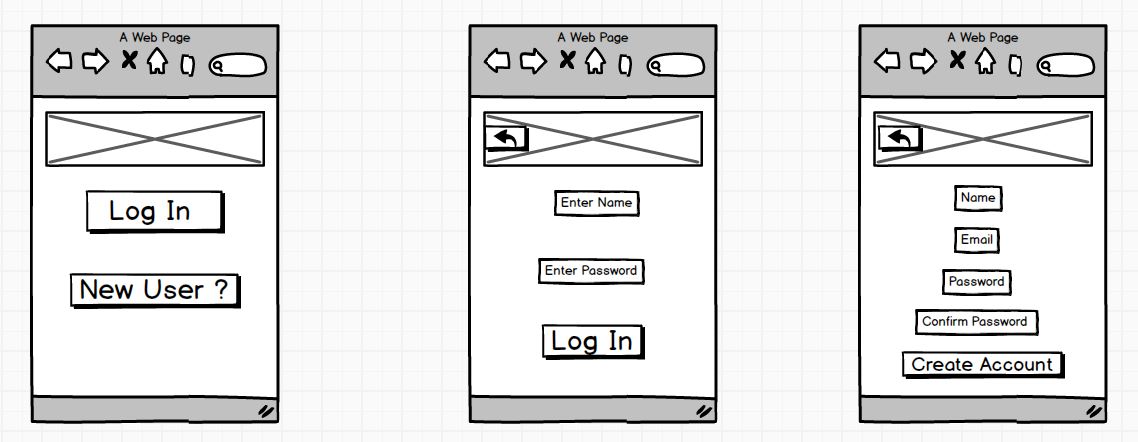 A Web Page
Log In
New User ?
A Web Page
Enter Name
Enter Password
Log In
A Web Page
Name
Email
Password
Confirm Password
Create Account